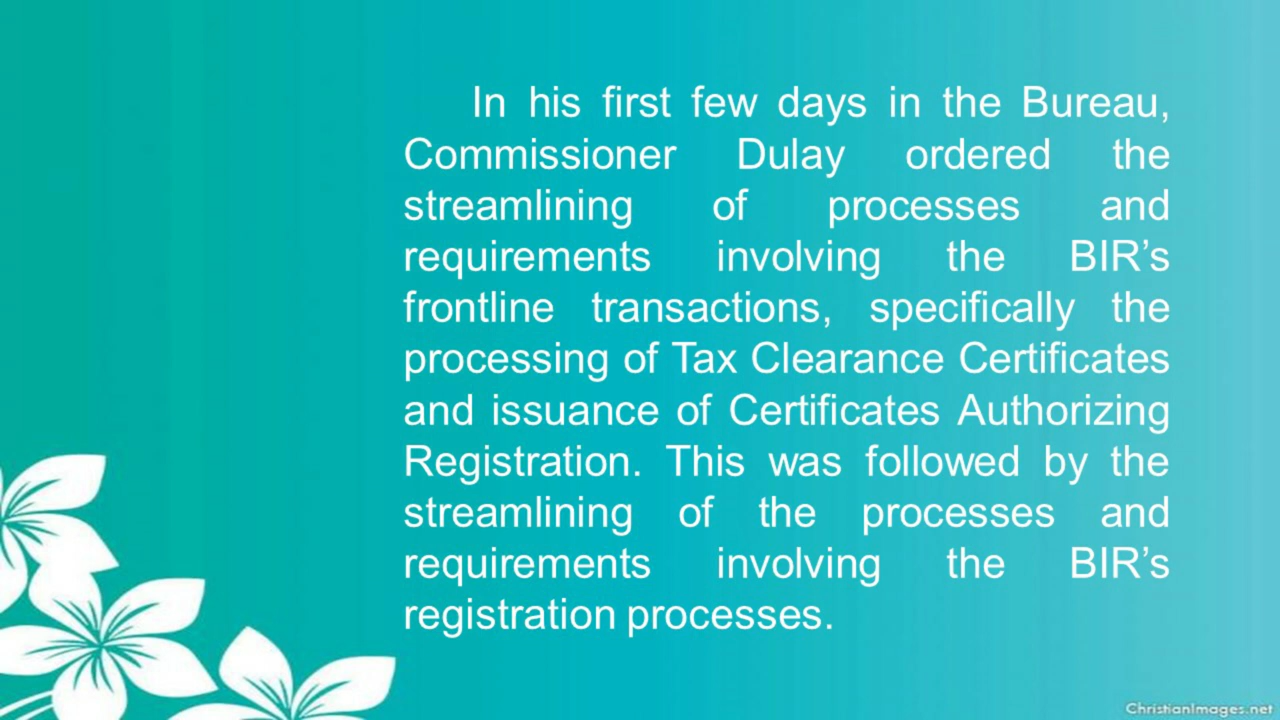 In his first few days in the Bureau,
Commissioner Dulay ordered the
streamlining of processes and
requirements involving the BIR’s
frontline transactions, specifically the
processing of Tax Clearance Certificates
and issuance of Certificates Authorizing
Registration. This was followed by the
streamlining of the processes and
requirements involving the BIR’s
registration processes.
ChristianImages.net